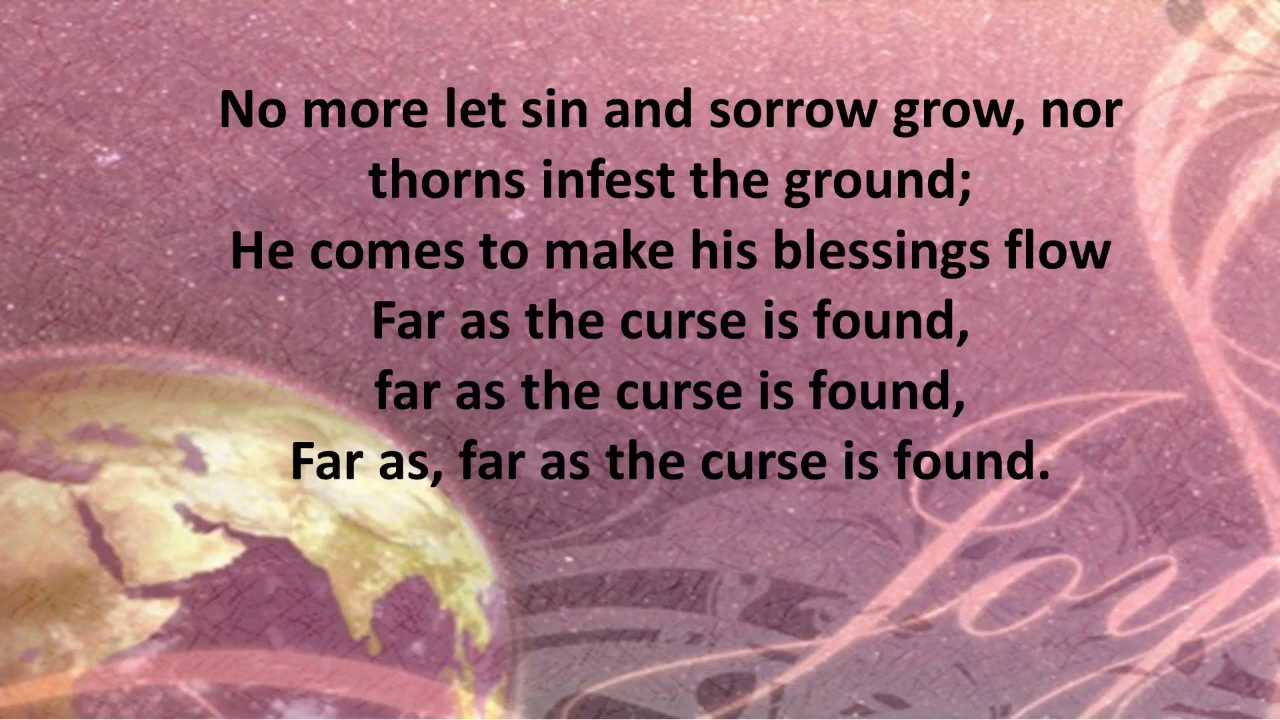 No more let sin and sorrow grow, nor
thorns infest the ground;
He comes to make his blessings flow
Far as the curse is found,
far as the curse is found,
Far as, far as the curse is found.
Joy